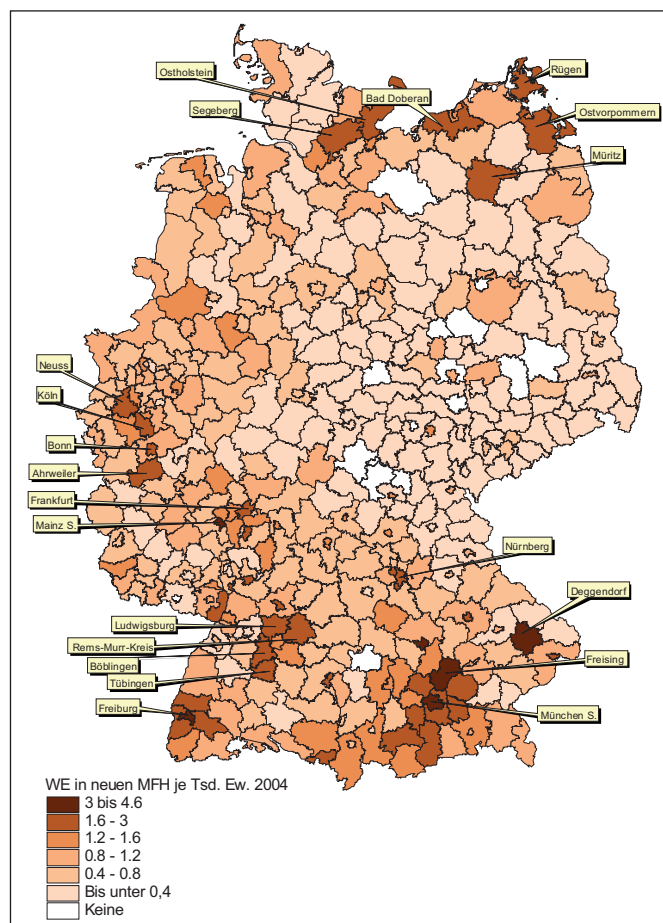 Rügen
Ostholstein
Bad Doberan
Segeberg
Ostvorpommern
Müritz
Neuss
Köln
Bonn
Ahrweiler
Frankfurt
Mainz S.
Nürnberg
Deggendorf
Ludwigsburg
Rems-Murr-Kreis
Böblingen
Freising
Tübingen
Freiburg
München S.
WE in neuen MFH je Tsd. Ew. 2004
3 bis 4.6
1.6 - 3
1.2 - 1.6
0.8 - 1.2
0.4 - 0.8
Bis unter 0,4
Keine